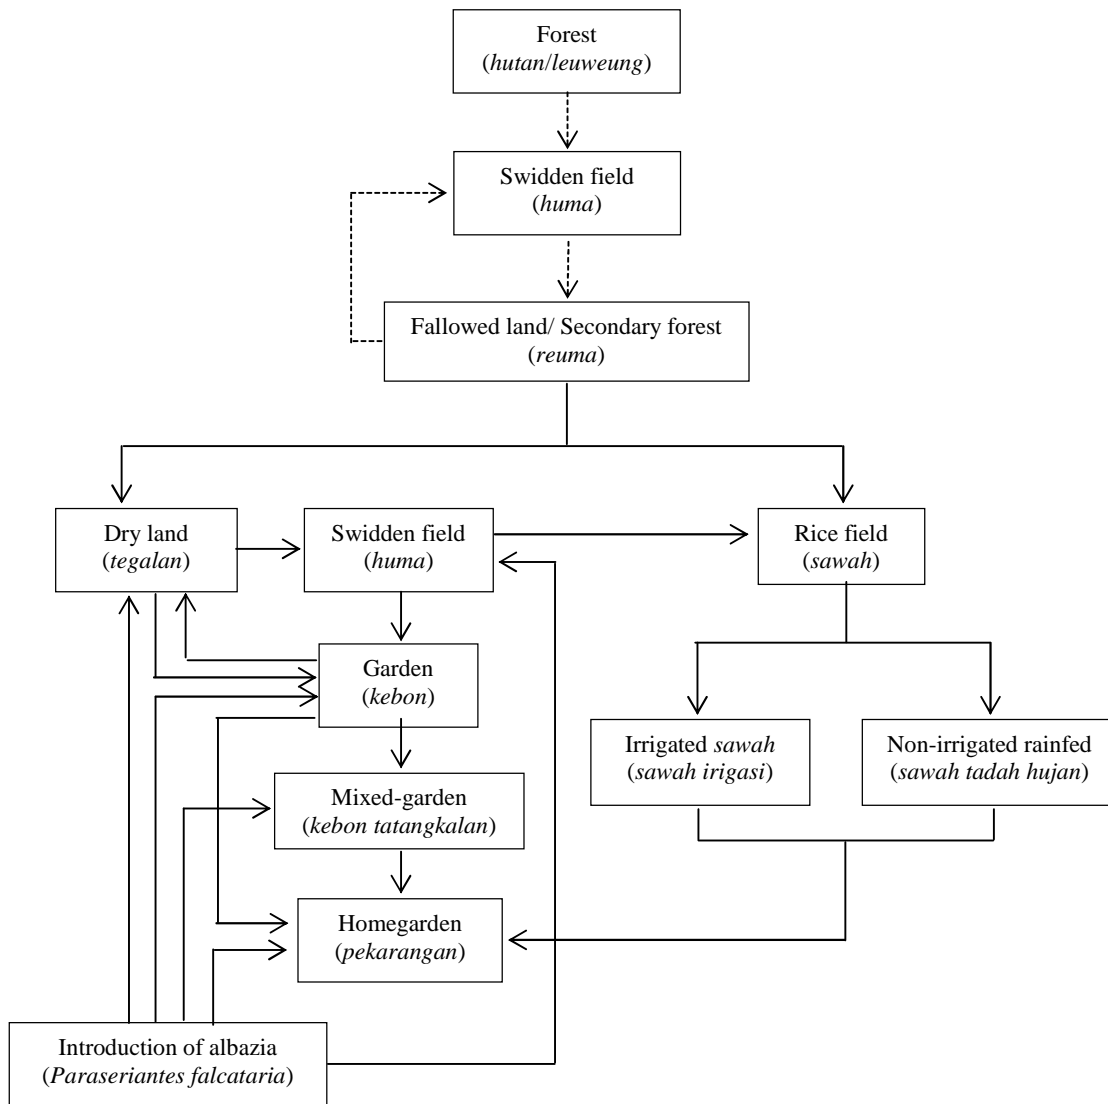 Forest
(hutan/leuweung)
Swidden field
(huma)
Fallowed land/ Secondary forest
(reuma)
Dry land
(tegalan)
Swidden field
(huma)
Rice field
(sawah)
Garden
(kebon)
Irrigated sawah
(sawah irigasi)
Non-irrigated rainfed
(sawah tadah hujan)
Mixed-garden
(kebon tatangkalan)
Homegarden
(pekarangan)
Introduction of albazia
(Paraseriantes falcataria)